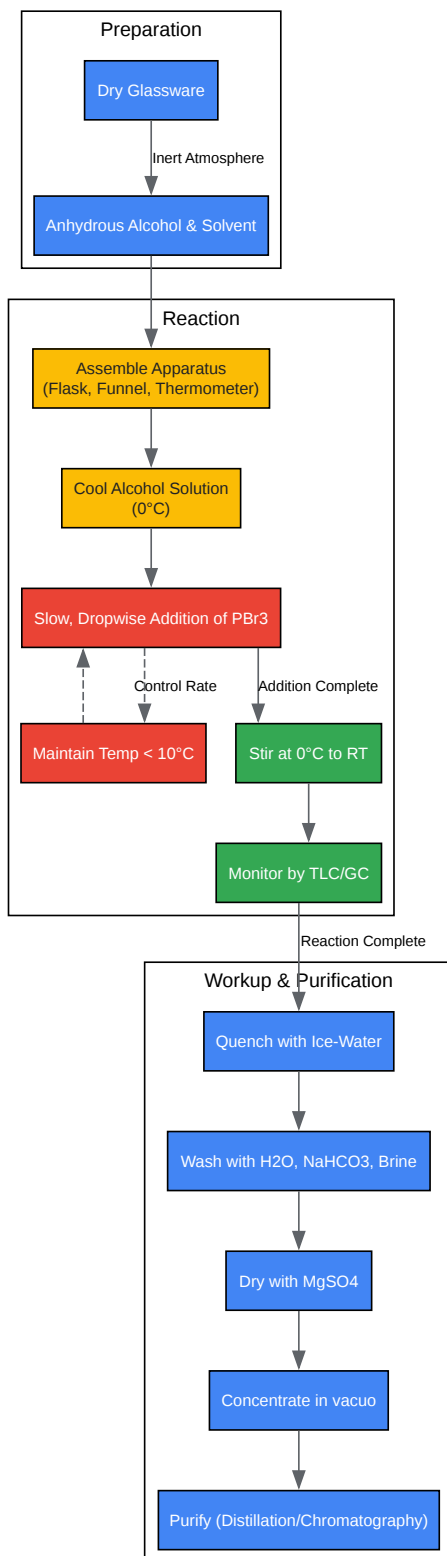 Preparation
Dry Glassware
Inert Atmosphere
Anhydrous Alcohol & Solvent
Reaction
Assemble Apparatus
(Flask, Funnel, Thermometer)
Cool Alcohol Solution
(0°C)
Slow, Dropwise Addition of PBr3
Control Rate
Addition Complete
Maintain Temp < 10°C
Stir at 0°C to RT
Monitor by TLC/GC
Reaction Complete
Workup & Purification
Quench with Ice-Water
Wash with H2O, NaHCO3, Brine
Dry with MgSO4
Concentrate in vacuo
Purify (Distillation/Chromatography)